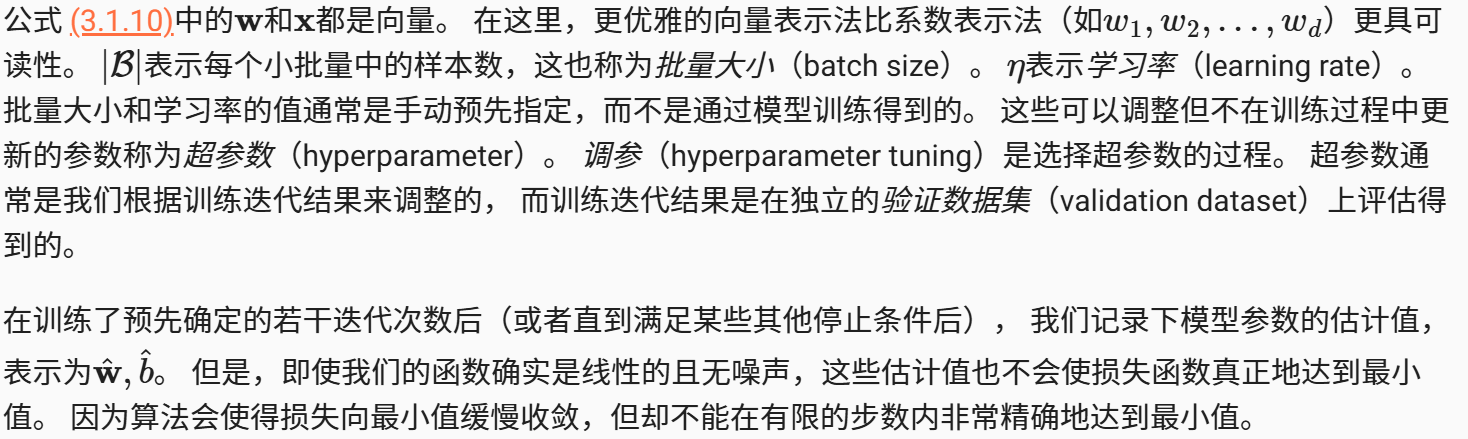 公式 (3.1.10)中的w和x都是向量。 在这里，更优雅的向量表示法比系数表示法（如w₁, w₂, …, w_d）更具可
读性。 |B|表示每个小批量中的样本数，这也称为批量大小（batch size）。 η表示学习率（learning rate）。
批量大小和学习率的值通常是手动预先指定，而不是通过模型训练得到的。 这些可以调整但不在训练过程中更
新的参数称为超参数（hyperparameter）。 调参（hyperparameter tuning）是选择超参数的过程。 超参数通
常是我们根据训练迭代结果来调整的， 而训练迭代结果是在独立的验证数据集（validation dataset）上评估得
到的。
在训练了预先确定的若干迭代次数后（或者直到满足某些其他停止条件后）， 我们记录下模型参数的估计值，
表示为ŵ, b̂。 但是，即使我们的函数确实是线性的且无噪声，这些估计值也不会使损失函数真正地达到最小
值。 因为算法会使得损失向最小值缓慢收敛，但却不能在有限的步数内非常精确地达到最小值。